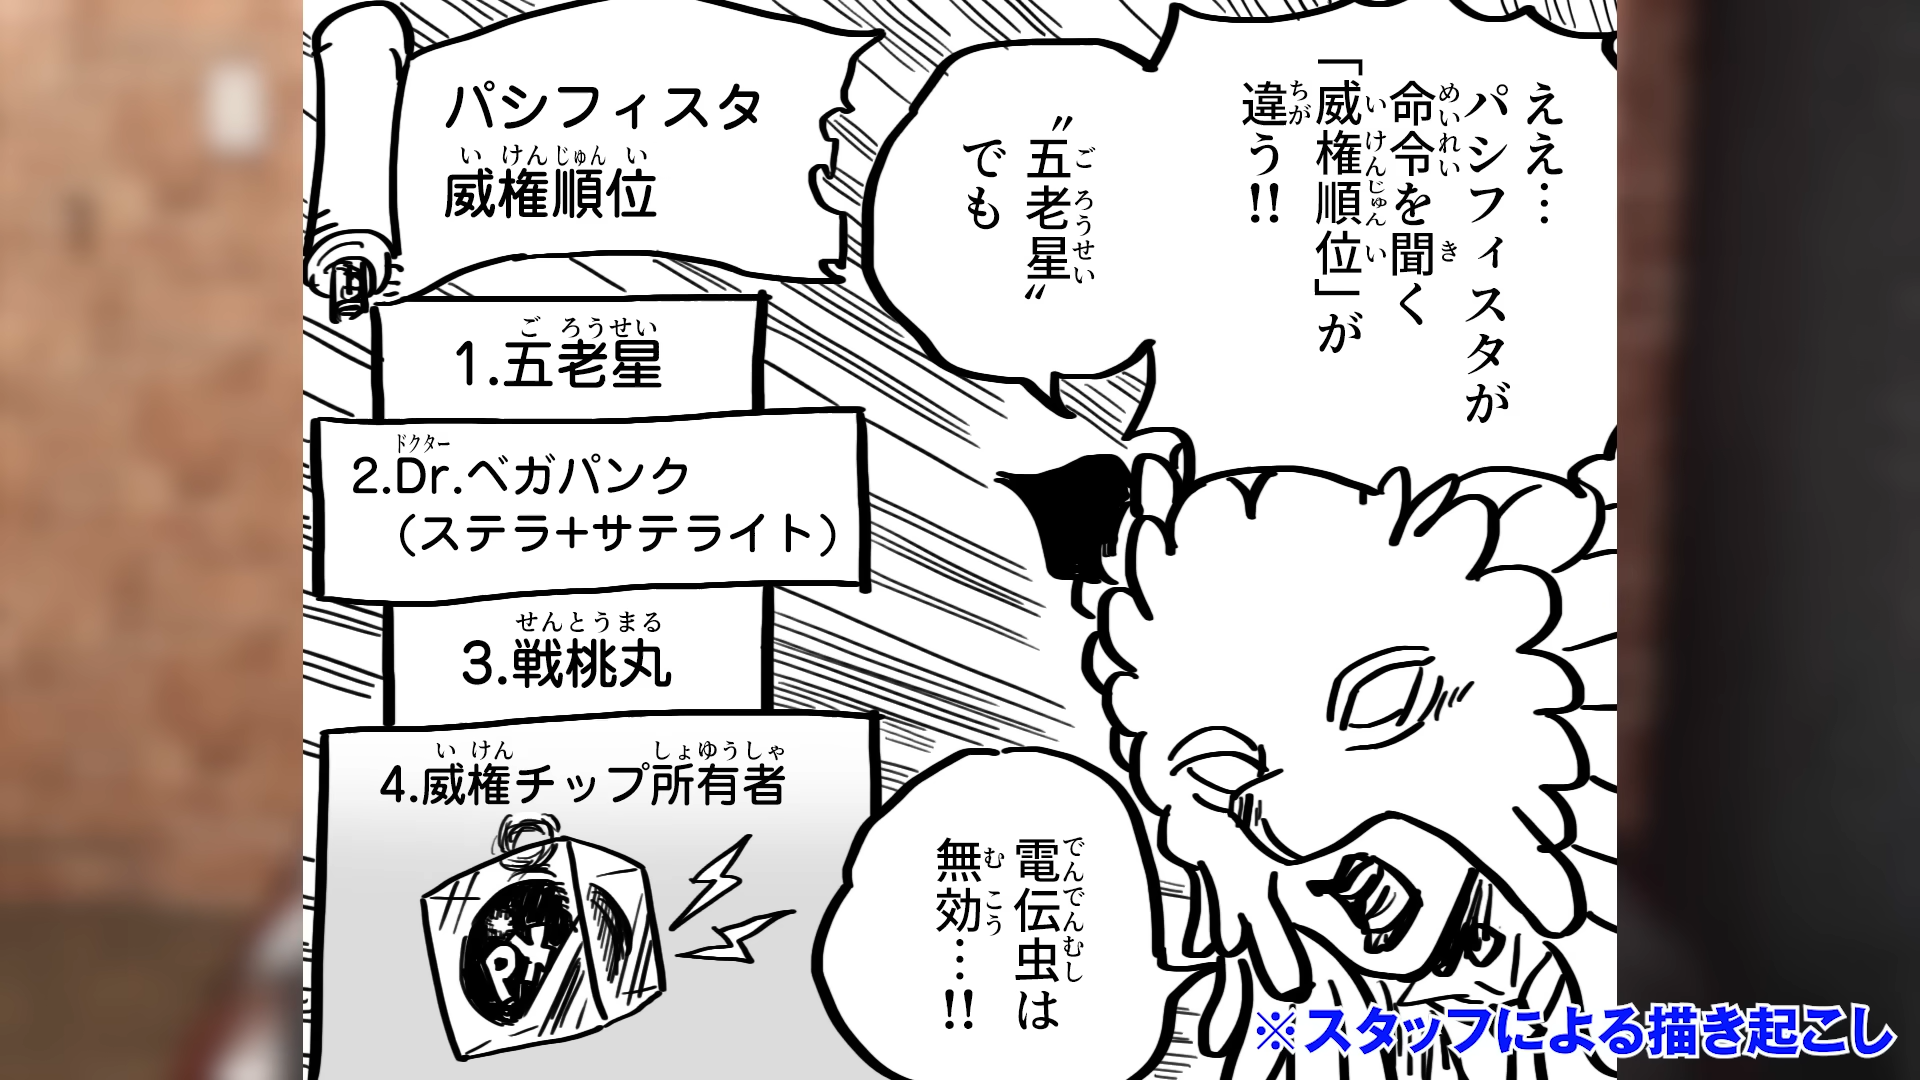 ええ…
パシフィスタが
命令を聞く
「威権順位」が
違う!!
〝五老星〟
でも
パシフィスタ
威権順位
1.五老星
2.Dr.ベガパンク
(ステラ+サテライト)
3.戦桃丸
4.威権チップ所有者
電伝虫は
無効…!!
※スタッフによる描き起こし